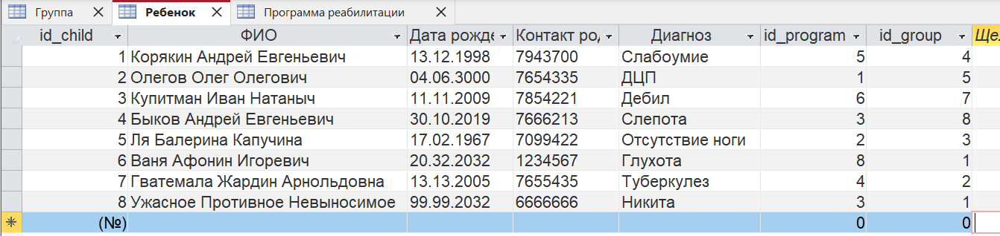 Группа Ребенок Программа реабилитации
id_child ФИО Дата рожде Контакт род Диагноз id_program id_group Ще
1 Корякин Андрей Евгеньевич 13.12.1998 7943700 Слабоумие 5 4
2 Олегов Олег Олегович 04.06.3000 7654335 ДЦП 1 5
3 Купитман Иван Натаныч 11.11.2009 7854221 Дебил 6 7
4 Быков Андрей Евгеньевич 30.10.2019 7666213 Слепота 3 8
5 Ля Балерина Капучина 17.02.1967 7099422 Отсутствие ноги 2 3
6 Ваня Афонин Игоревич 20.32.2032 1234567 Глухота 8 1
7 Гватемала Жардин Арнольдовна 13.13.2005 7655435 Туберкулез 4 2
8 Ужасное Противное Невыносимое 99.99.2032 6666666 Никита 3 1
(№) 0 0